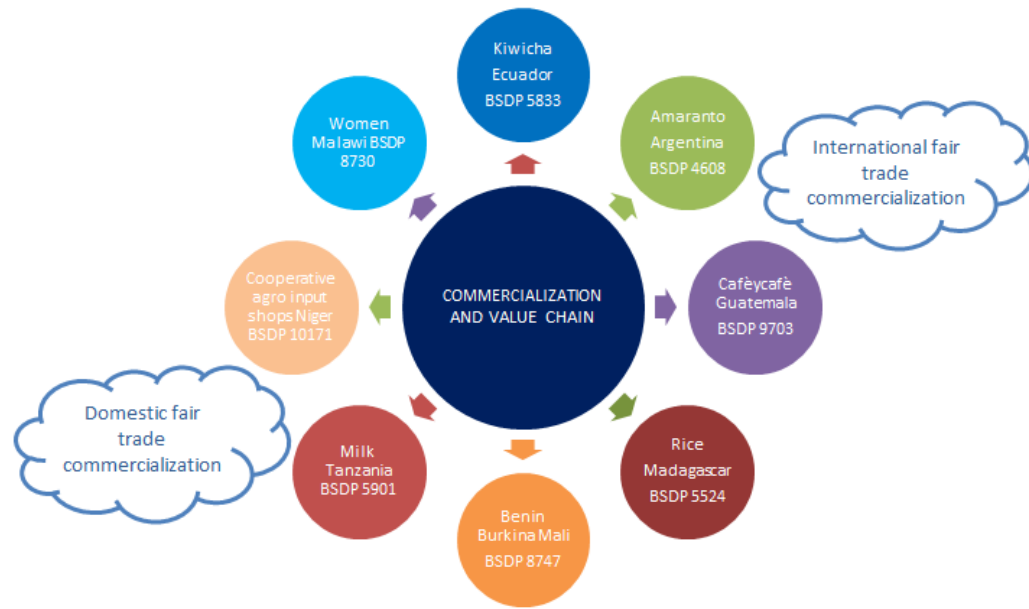 Kiwicha
Ecuador
BSDP 5833
Women
Malawi BSDP
8730
Amaranto
Argentina
BSDP 4608
International fair
trade
commercialization
Cooperative
agro input
shops Niger
BSDP 10171
COMMERCIALIZATION
AND VALUE CHAIN
Cafèycafè
Guatemala
BSDP 9703
Domestic fair
trade
commercialization
Milk
Tanzania
BSDP 5901
Rice
Madagascar
BSDP 5524
Benin
Burkina Mali
BSDP 8747